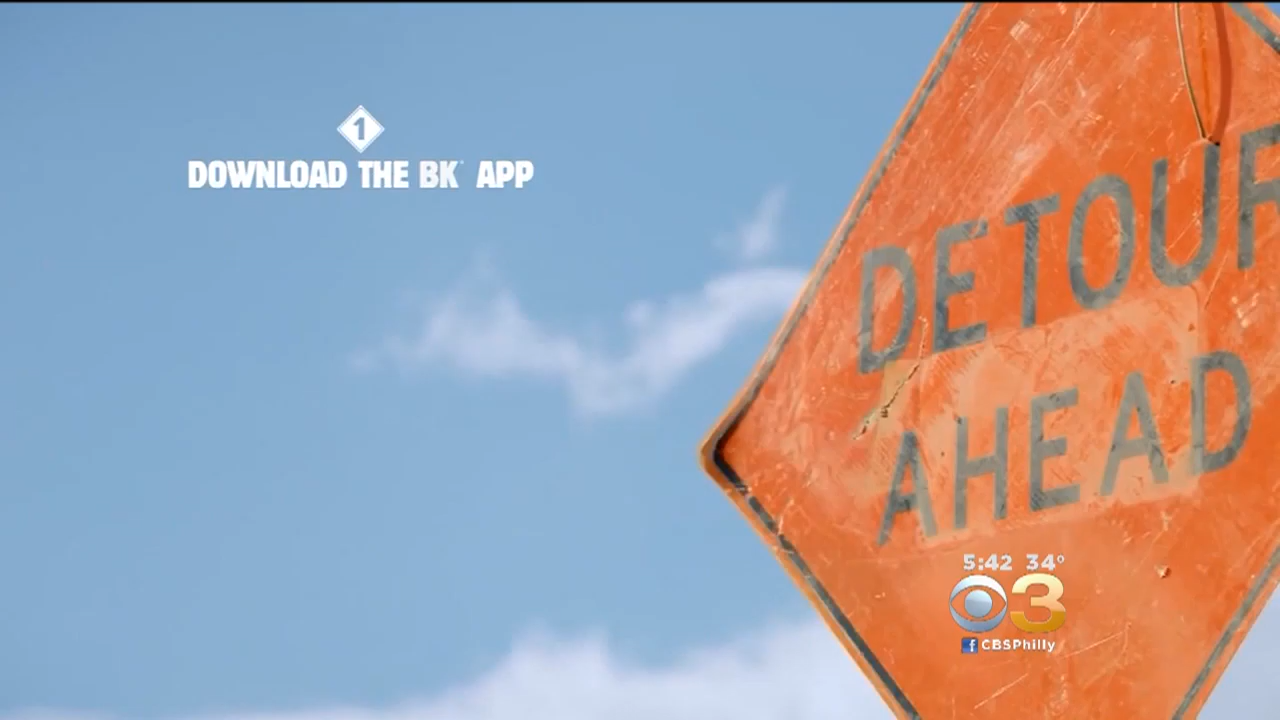 1
DOWNLOAD THE BK® APP
DETOUR
AHEAD
5:42 34°
3
f CBSPhilly